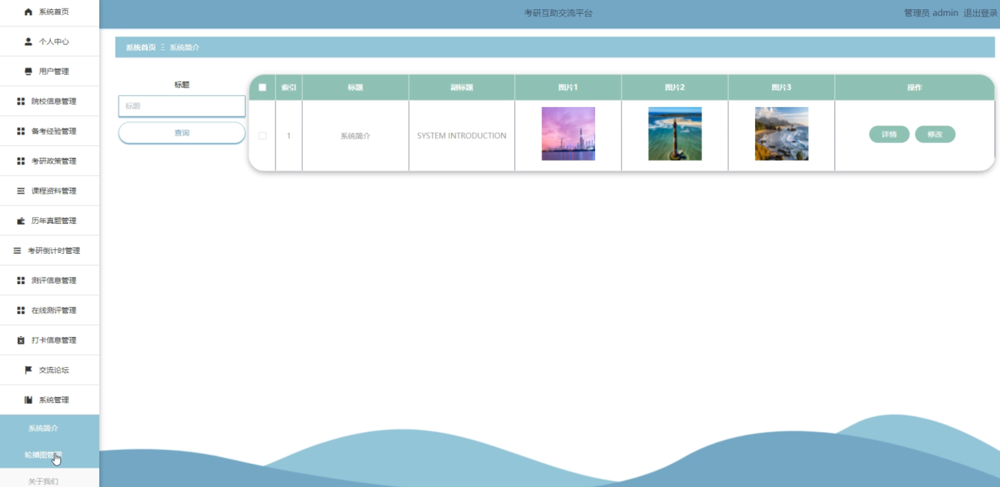 考研互助交流平台
管理员 admin 退出登录
系统首页
个人中心
用户管理
院校信息管理
备考经验管理
考研政策管理
课程资料管理
历年真题管理
考研倒计时管理
测评信息管理
在线测评管理
打卡信息管理
交流论坛
系统管理
系统简介
轮播图管理
关于我们
系统首页 Ξ 系统简介
标题
标题
查询
索引 标题 副标题 图片1 图片2 图片3 操作
1 系统简介 SYSTEM INTRODUCTION 详情 修改